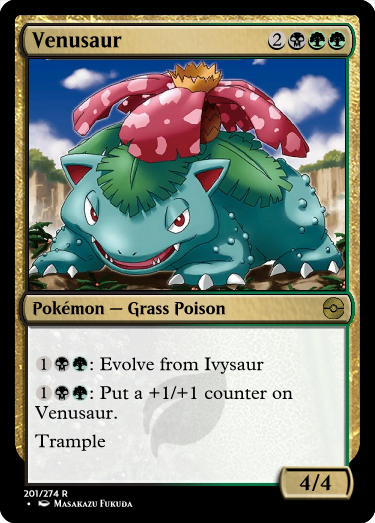 Venusaur 2
Pokémon — Grass Poison
1 : Evolve from Ivysaur
1 : Put a +1/+1 counter on
Venusaur.
Trample
4/4
201/274 R
• Masakazu Fukuda